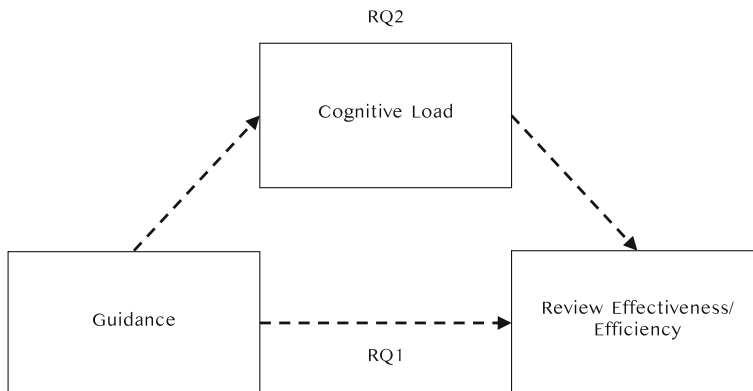 RQ2
Cognitive Load
Guidance
Review Effectiveness/
Efficiency
RQ1